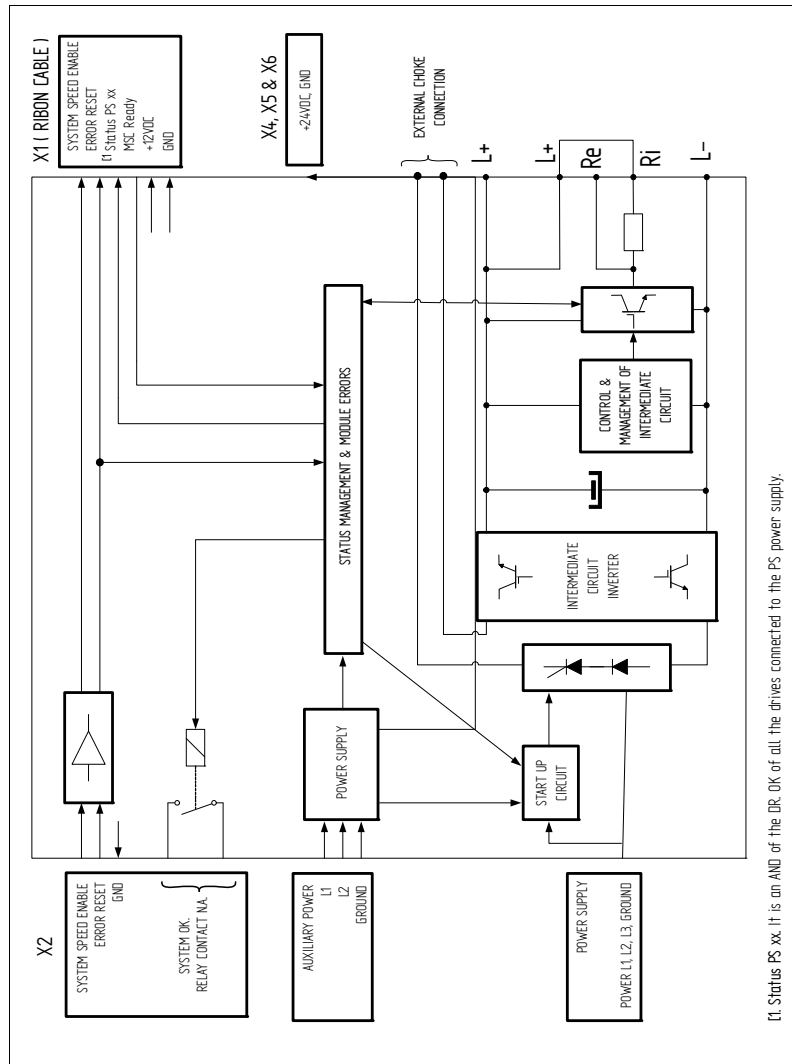 X1 ( RIBON CABLE )
SYSTEM SPEED ENABLE
ERROR RESET
[1 Status PS xx
MSC Ready
+12VDC
GND
X4, X5 & X6
+24VDC, GND
EXTERNAL CHOKE
CONNECTION
L+
L+
Re
Ri
L-
STATUS MANAGEMENT & MODULE ERRORS
CONTROL &
MANAGEMENT OF
INTERMEDIATE
CIRCUIT
INTERMEDIATE
CIRCUIT
INVERTER
POWER SUPPLY
START UP
CIRCUIT
X2
SYSTEM SPEED ENABLE
ERROR RESET
GND
SYSTEM OK.
RELAY CONTACT N.A.
AUXILIARY POWER
L1
L2
GROUND
POWER SUPPLY
POWER L1, L2, L3, GROUND
[1. Status PS xx. It is an AND of the DR. OK of all the drives connected to the PS power supply.